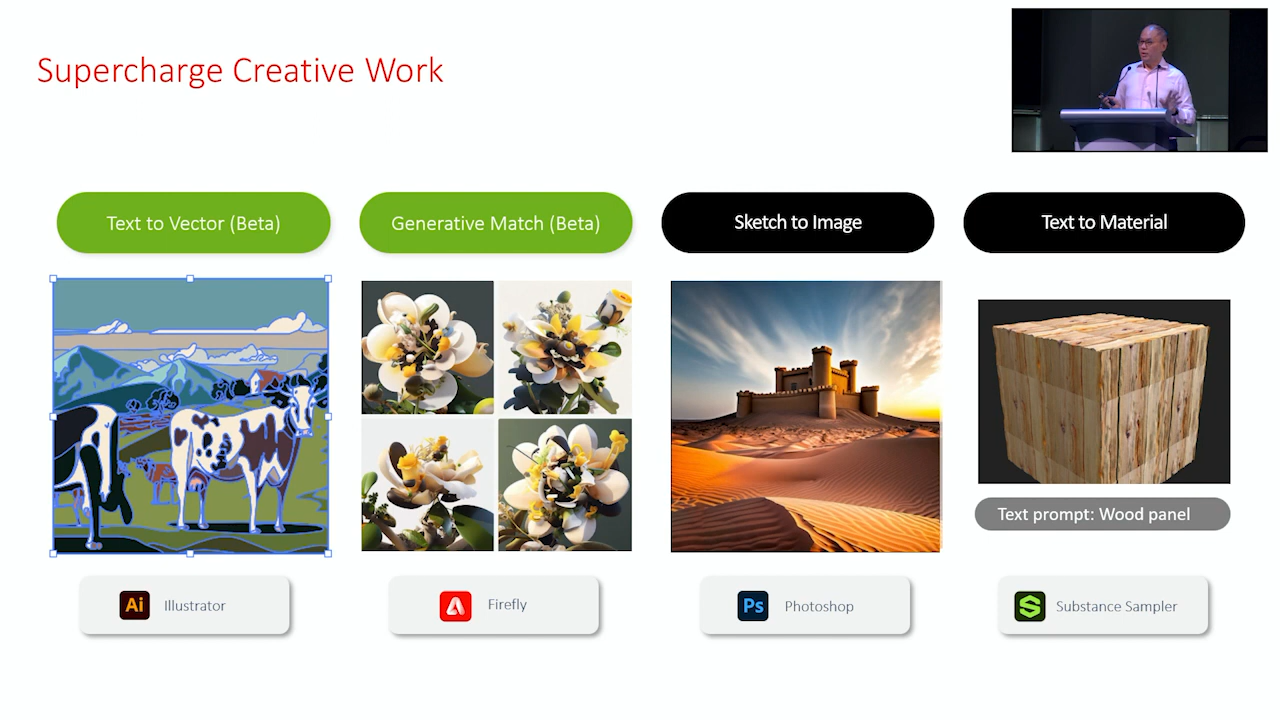 Supercharge Creative Work
Text to Vector (Beta)
Generative Match (Beta)
Sketch to Image
Text to Material
Text prompt: Wood panel
Ai Illustrator
Firefly
Ps Photoshop
Substance Sampler